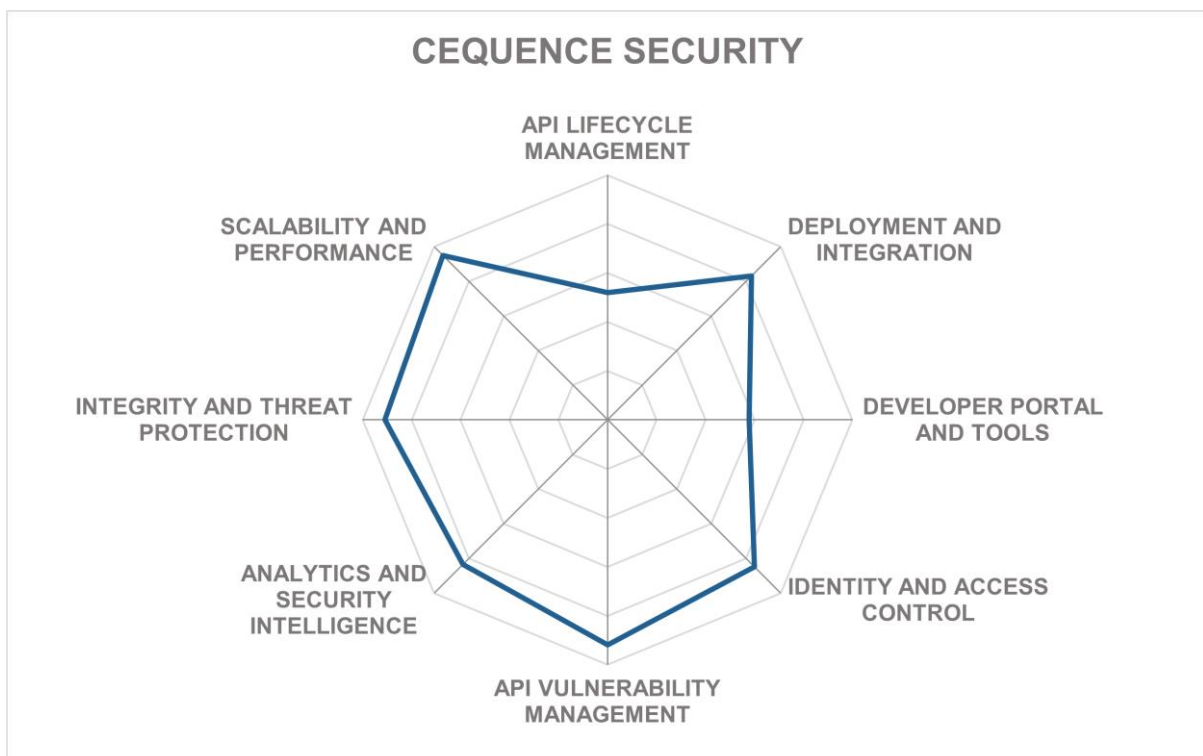 CEQUENCE SECURITY
API LIFECYCLE
MANAGEMENT
SCALABILITY AND
PERFORMANCE
DEPLOYMENT AND
INTEGRATION
INTEGRITY AND THREAT
PROTECTION
DEVELOPER PORTAL
AND TOOLS
ANALYTICS AND
SECURITY
INTELLIGENCE
IDENTITY AND ACCESS
CONTROL
API VULNERABILITY
MANAGEMENT